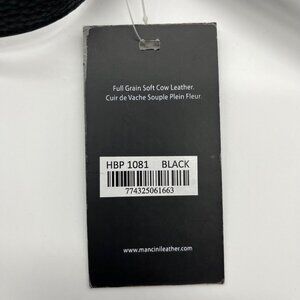 Full Grain Soft Cow Leather.
Cuir de Vache Souple Plein Fleur.
HBP 1081 BLACK
774325061663
www.mancinileather.com